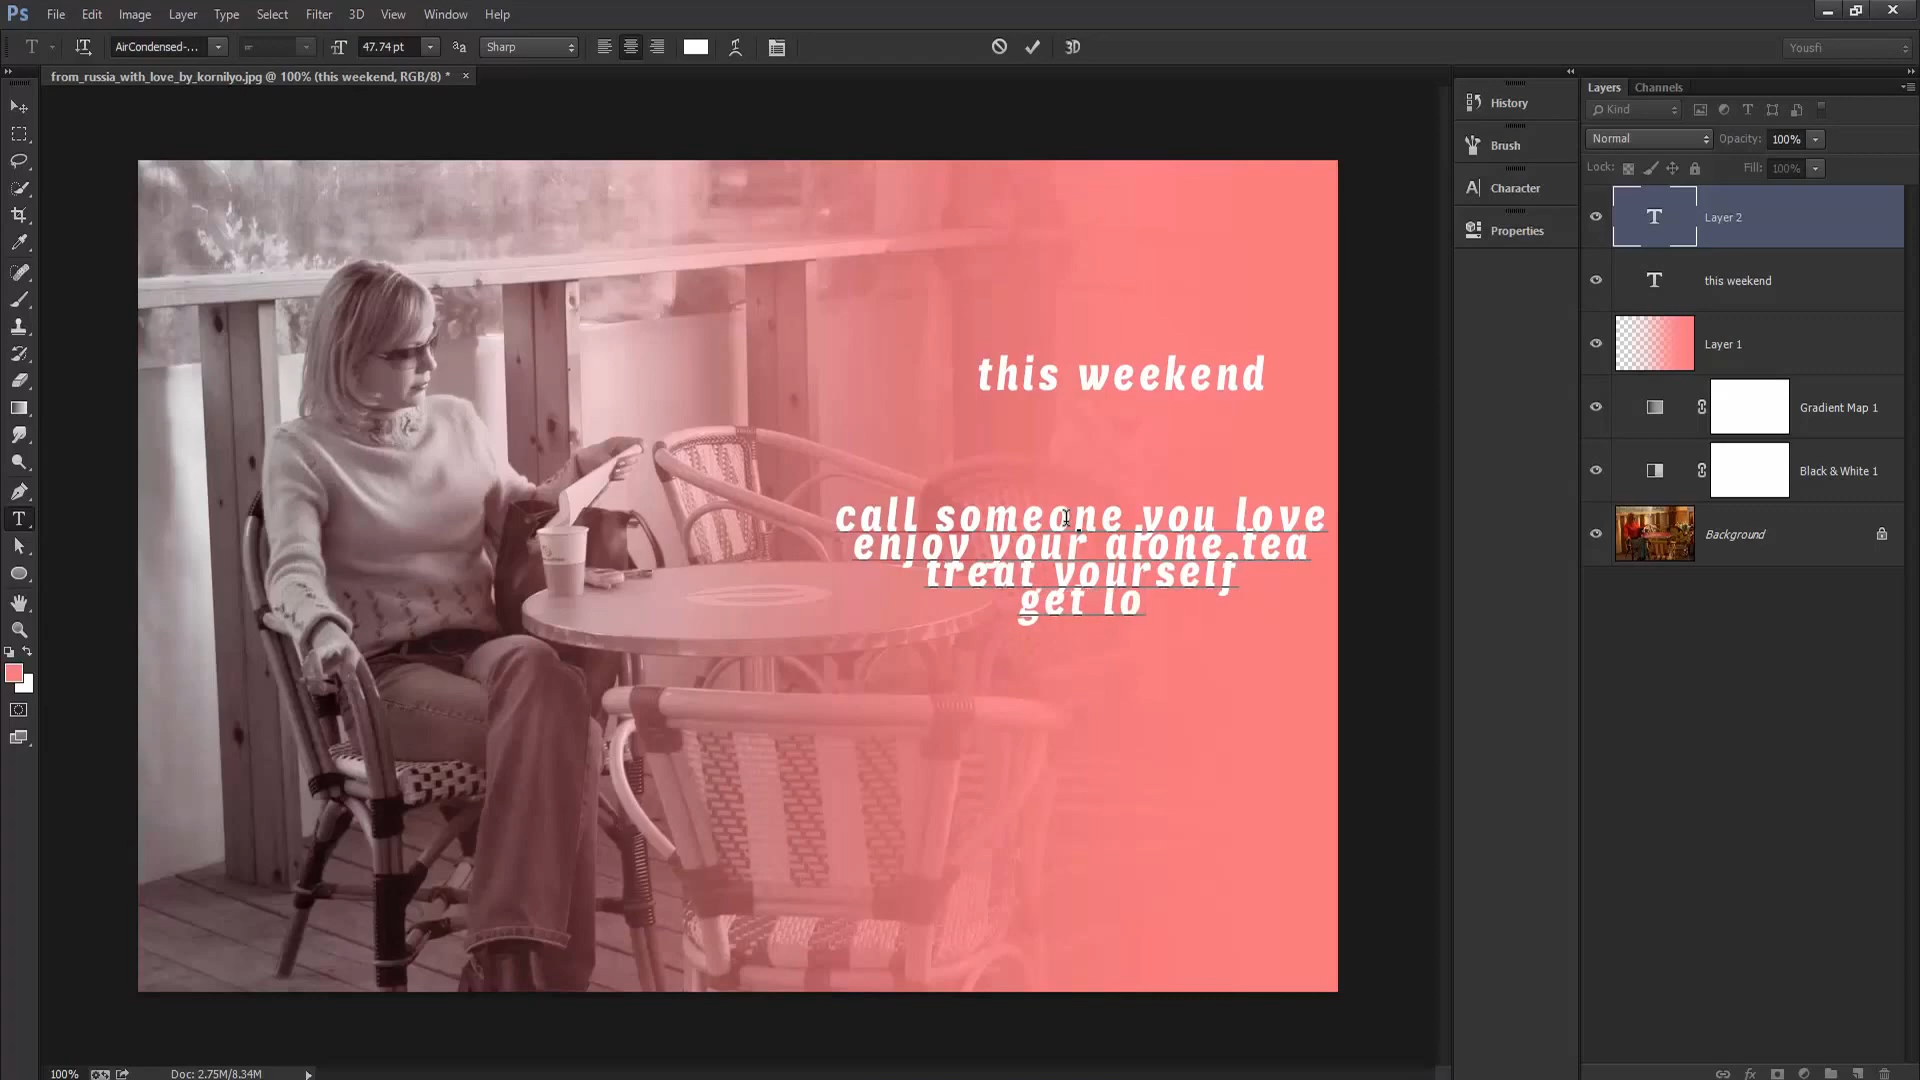 Ps File Edit Image Layer Type Select Filter 3D View Window Help
AirCondensed-... 47.74 pt Sharp 3D Yousfi
from_russia_with_love_by_kornilyo.jpg @ 100% (this weekend, RGB/8) *
History
Brush
Character
Properties
Layers Channels
Kind
Normal Opacity: 100%
Lock: Fill: 100%
Layer 2
this weekend
Layer 1
Gradient Map 1
Black & White 1
Background
this weekend
call someone you love
enjoy your alone tea
treat yourself
get lo
100% Doc: 2.75M/8.34M